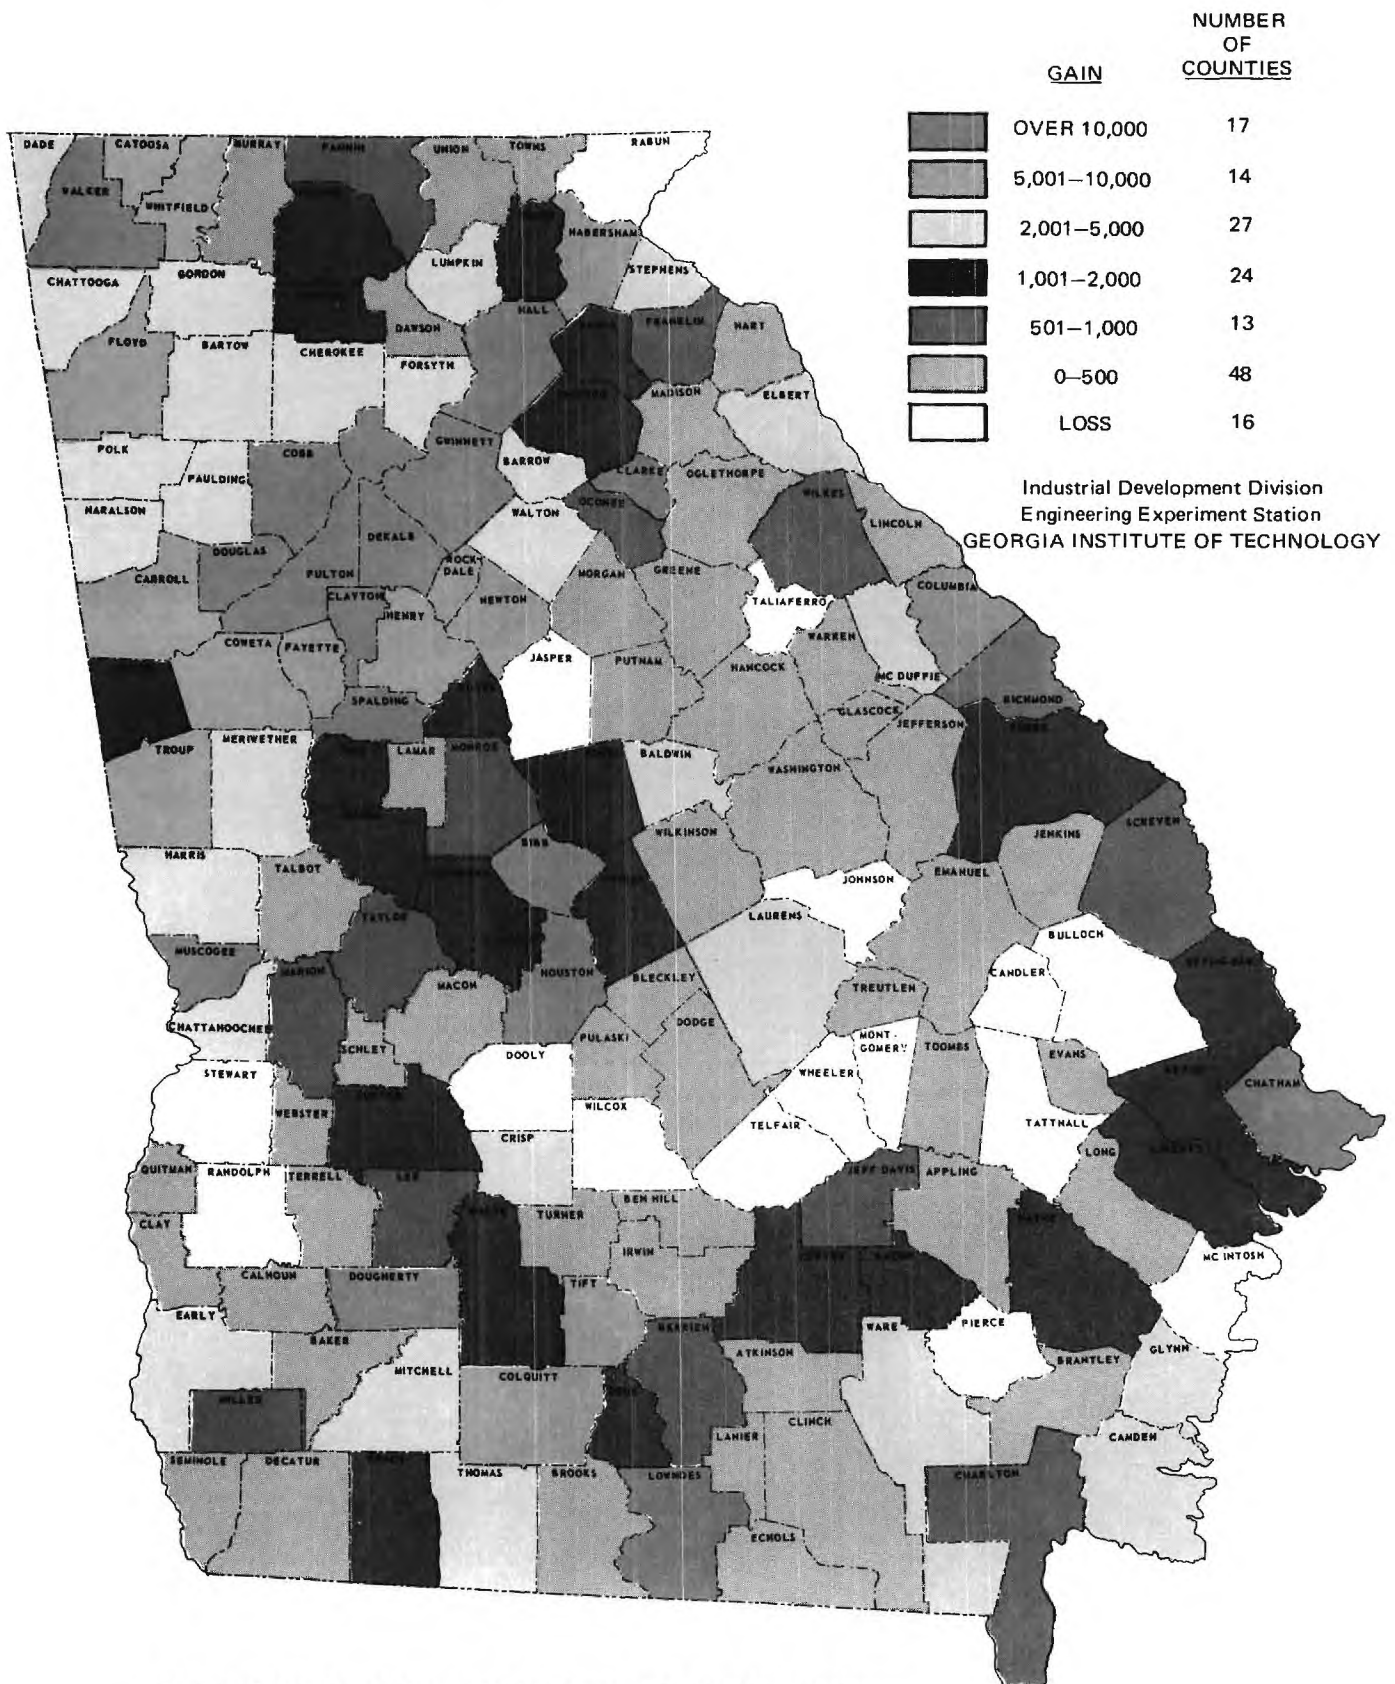 NUMBER
OF
GAIN COUNTIES
OVER 10,000 17
5,001—10,000 14
2,001—5,000 27
1,001—2,000 24
501—1,000 13
0—500 48
LOSS 16
Industrial Development Division
Engineering Experiment Station
GEORGIA INSTITUTE OF TECHNOLOGY
DADE CATOOSA MURRAY FANNIN UNION TOWNS RABUN
WALKER
WHITFIELD
HABERSHAM
CHATTOOGA GORDON LUMPKIN STEPHENS
FLOYD BARTOW CHEROKEE DAWSON HALL FRANKLIN HART
FORSYTH
MADISON ELBERT
POLK PAULDING COBB GWINNETT BARROW CLARKE OGLETHORPE
HARALSON WALTON OCONEE WILKES LINCOLN
CARROLL DOUGLAS FULTON DEKALB ROCK-
DALE
MORGAN GREENE
CLAYTON HENRY NEWTON TALIAFERRO COLUMBIA
COWETA FAYETTE JASPER PUTNAM HANCOCK WARREN
MC DUFFIE
SPALDING GLASCOCK JEFFERSON RICHMOND
TROUP MERIWETHER LAMAR MONROE BALDWIN WASHINGTON
HARRIS TALBOT BIBB WILKINSON JENKINS SCREVEN
JOHNSON EMANUEL
TAYLOR LAURENS BULLOCH
MUSCOGEE MARION MACON HOUSTON BLECKLEY TREUTLEN CANDLER
CHATTAHOOCHEE SCHLEY PULASKI DODGE MONT-
GOMERY
TOOMBS EVANS
STEWART DOOLY WHEELER CHATHAM
WEBSTER WILCOX TELFAIR TATTNALL
CRISP LONG
QUITMAN RANDOLPH TERRELL LEE JEFF DAVIS APPLING
CLAY TURNER BEN HILL
IRWIN MC INTOSH
CALHOUN DOUGHERTY TIFT
EARLY BAKER BERRIEN WARE PIERCE
MITCHELL COLQUITT ATKINSON BRANTLEY GLYNN
MILLER CLINCH
LANIER CAMDEN
SEMINOLE DECATUR THOMAS BROOKS LOWNDES CHARLTON
ECHOLS